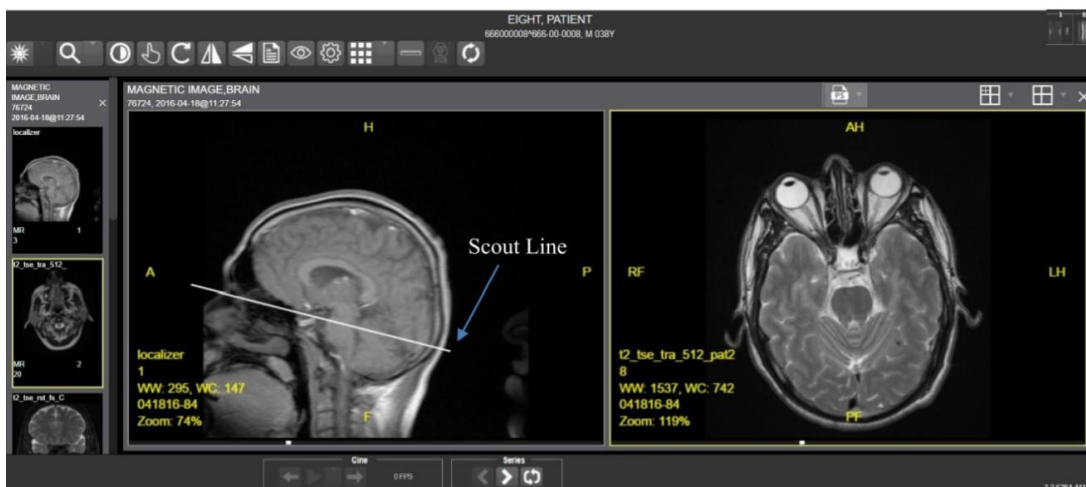 EIGHT, PATIENT
666000008^666-00-0008, M 038Y
MAGNETIC
IMAGE,BRAIN
76724
2016-04-18@11:27:54
localizer
MR 1
3
t2_tse_tra_512_
MR 2
20
t2_tse_rst_fs_C
MAGNETIC IMAGE,BRAIN
76724, 2016-04-18@11:27:54
PS
H
A
P
F
Scout Line
localizer
1
WW: 295, WC: 147
041816-84
Zoom: 74%
AH
RF
LH
PF
t2_tse_tra_512_pat2
8
WW: 1537, WC: 742
041816-84
Zoom: 119%
Cine
0 FPS
Series